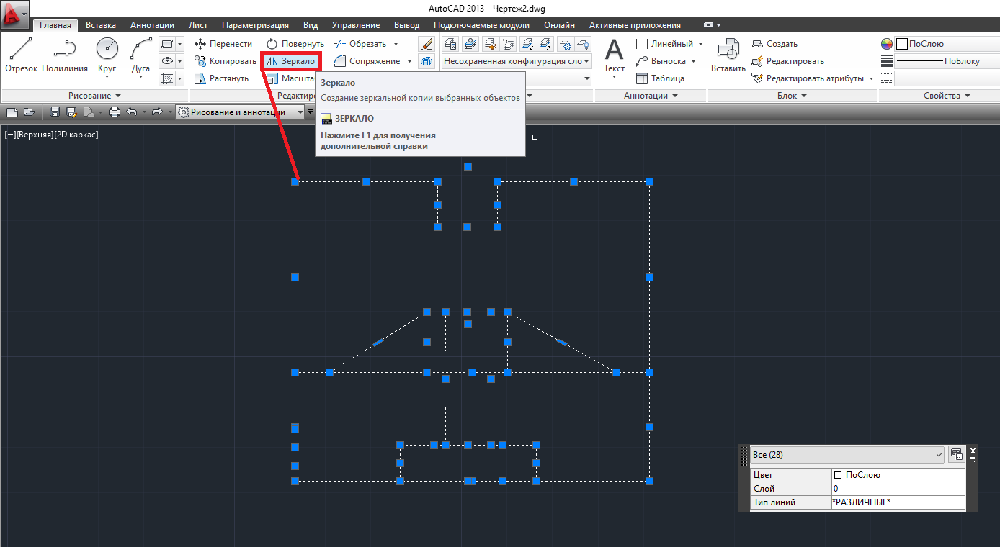 AutoCAD 2013 Чертеж2.dwg
Главная Вставка Аннотации Лист Параметризация Вид Управление Вывод Подключаемые модули Онлайн Активные приложения
Перенести Повернуть Обрезать Линейный Создать ПоСлою
Отрезок Полилиния Круг Дуга Копировать Зеркало Сопряжение Несохраненная конфигурация сло Текст Выноска Вставить Редактировать ПоБлоку
Растянуть Масшта Таблица Редактировать атрибуты
Рисование Редактиро Аннотации Блок Свойства
Зеркало
Создание зеркальной копии выбранных объектов
ЗЕРКАЛО
Нажмите F1 для получения
дополнительной справки
Рисование и аннотации
[−][Верхняя][2D каркас]
Все (28)
Цвет ПоСлою
Слой 0
Тип линий *РАЗЛИЧНЫЕ*